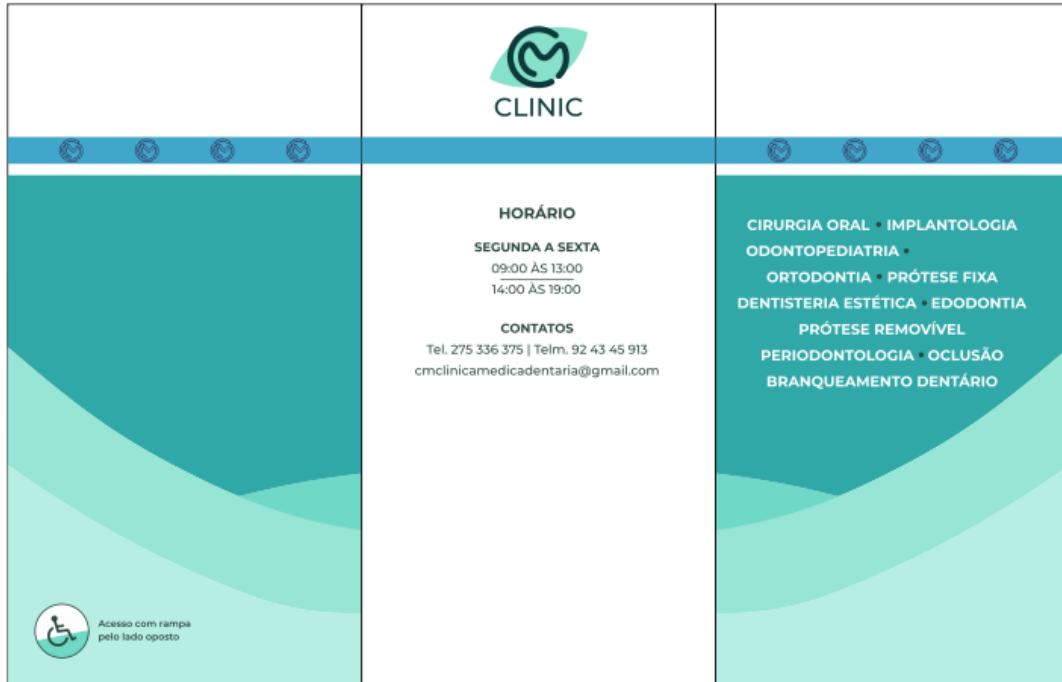 CM
CLINIC
HORÁRIO
SEGUNDA A SEXTA
09:00 ÀS 13:00
14:00 ÀS 19:00
CONTATOS
Tel. 275 336 375 | Telm. 92 43 45 913
cmclinicamedicadentaria@gmail.com
CIRURGIA ORAL • IMPLANTOLOGIA
ODONTOPEDIATRIA •
ORTODONTIA • PRÓTESE FIXA
DENTISTERIA ESTÉTICA • EDODONTIA
PRÓTESE REMOVÍVEL
PERIODONTOLOGIA • OCLUSÃO
BRANQUEAMENTO DENTÁRIO
Acesso com rampa
pelo lado oposto